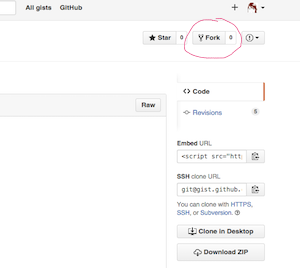 All gists GitHub
Star 0 Fork 0
Raw
<> Code
Revisions 5
Embed URL
<script src="htt
SSH clone URL
git@gist.github.
You can clone with HTTPS,
SSH, or Subversion.
Clone in Desktop
Download ZIP